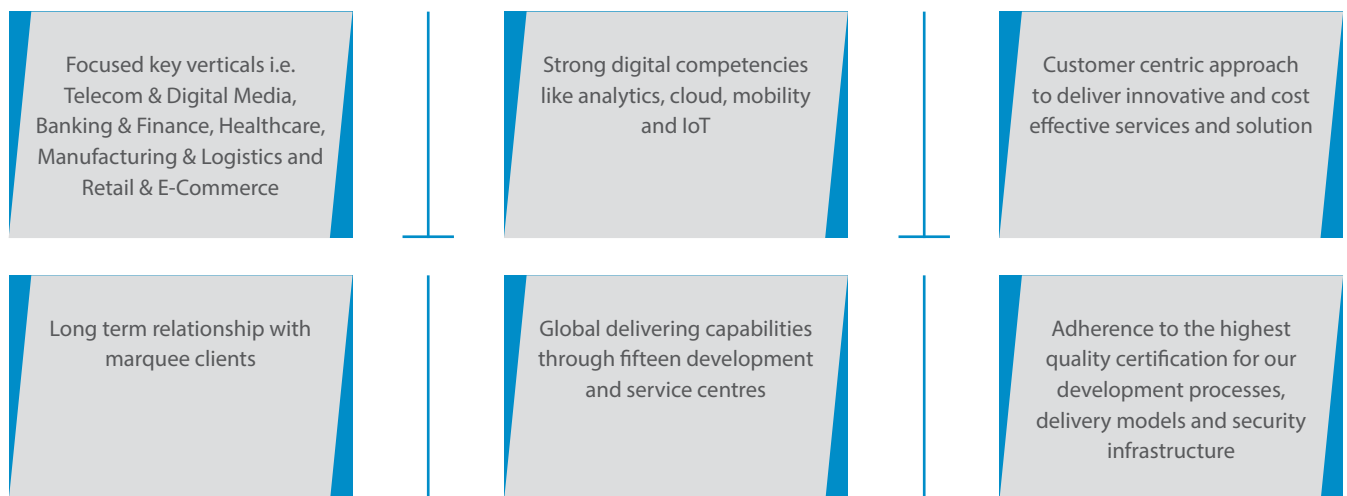 Focused key verticals i.e.
Telecom & Digital Media,
Banking & Finance, Healthcare,
Manufacturing & Logistics and
Retail & E-Commerce
Strong digital competencies
like analytics, cloud, mobility
and IoT
Customer centric approach
to deliver innovative and cost
effective services and solution
Long term relationship with
marquee clients
Global delivering capabilities
through fifteen development
and service centres
Adherence to the highest
quality certification for our
development processes,
delivery models and security
infrastructure